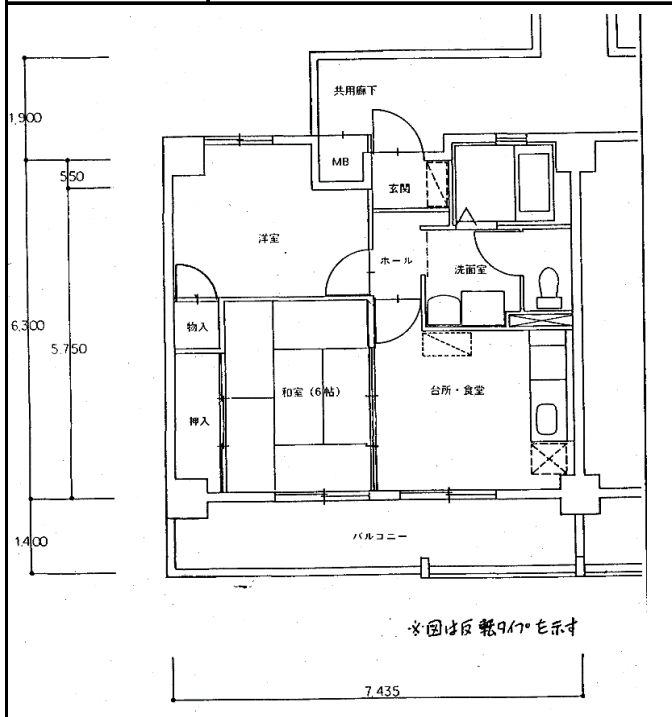 共用廊下
1,900
MB
玄関
550
洋室
ホール
洗面室
物入
6,300
5,750
和室(6帖)
台所・食堂
押入
バルコニー
1,400
※図は反転タイプを示す
7,435